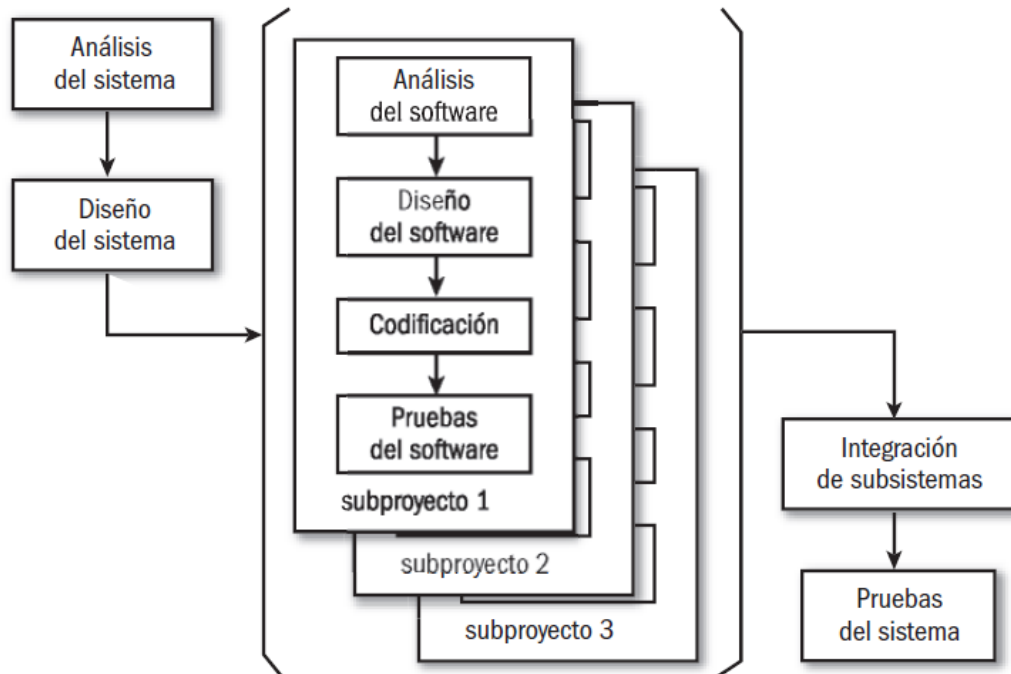 Análisis
del sistema
Diseño
del sistema
Análisis
del software
Diseño
del software
Codificación
Pruebas
del software
subproyecto 1
subproyecto 2
subproyecto 3
Integración
de subsistemas
Pruebas
del sistema